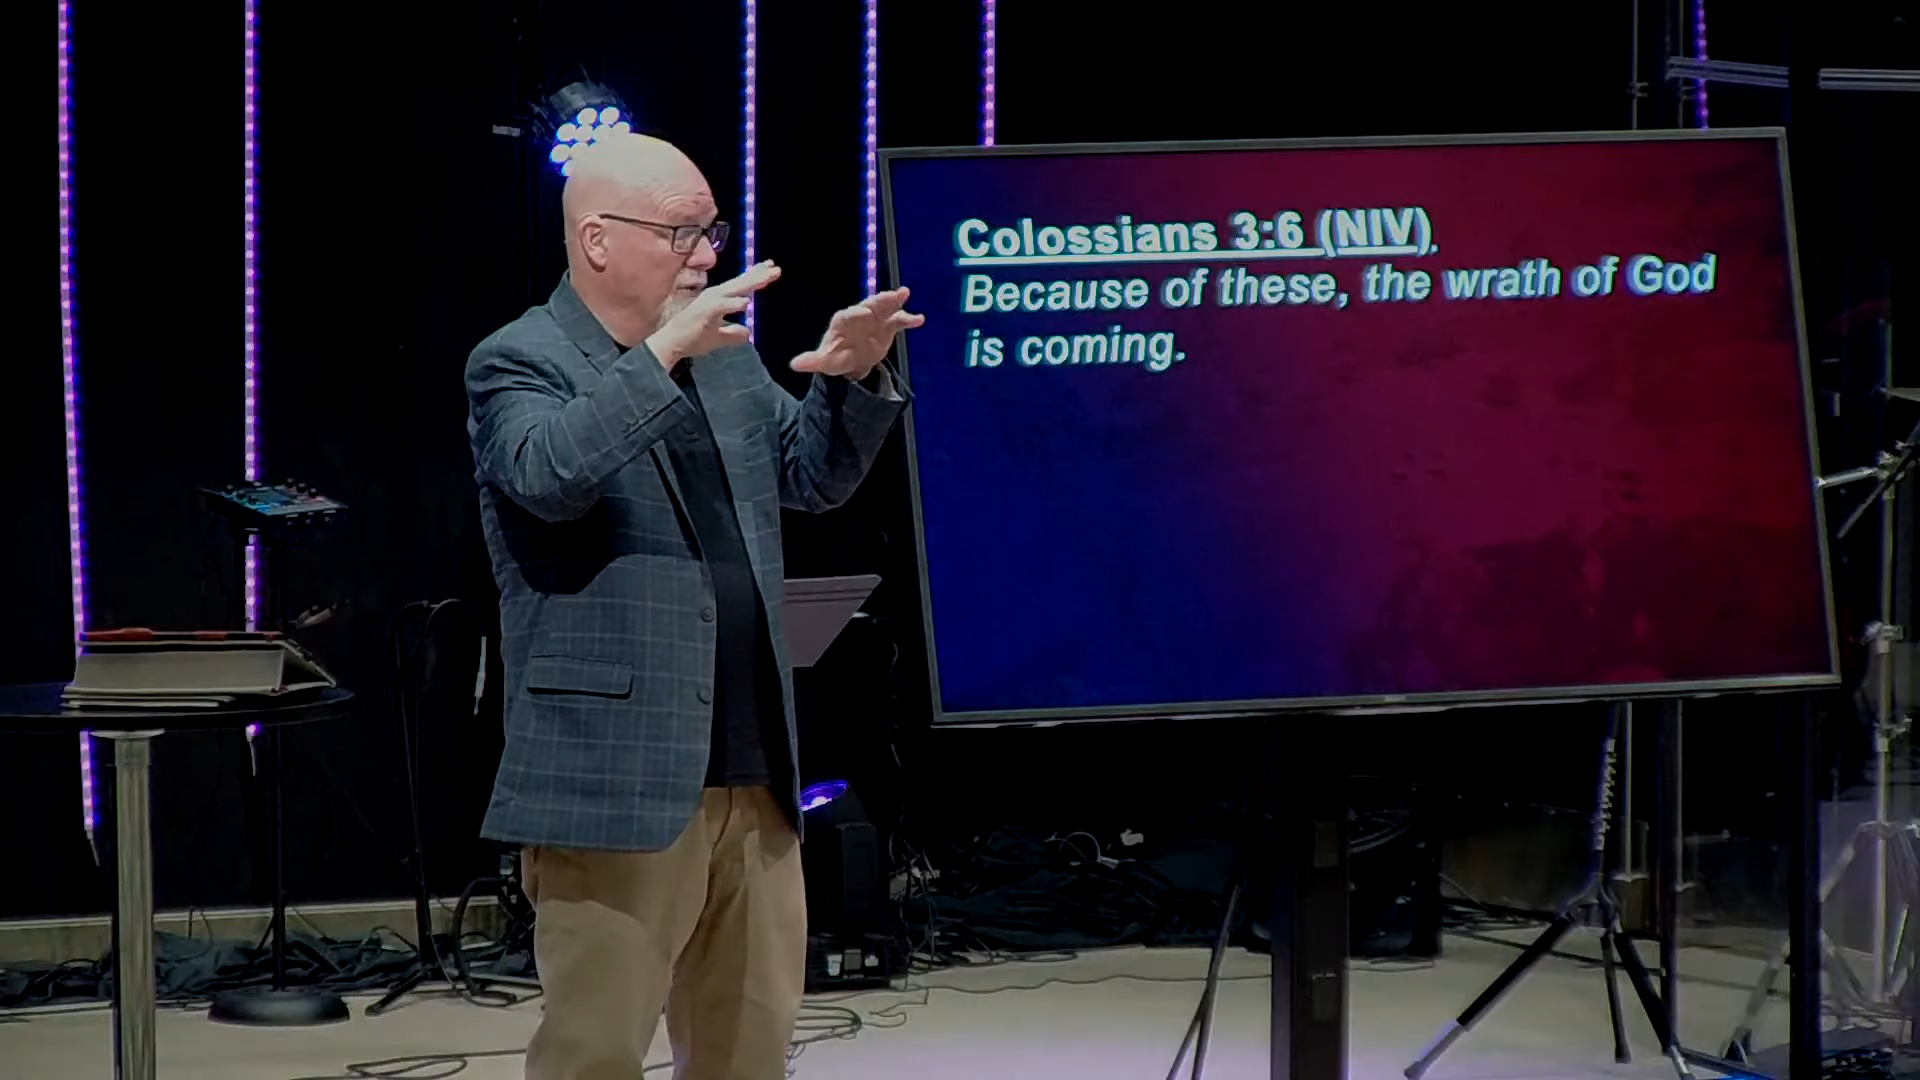 Colossians 3:6 (NIV)
Because of these, the wrath of God
is coming.